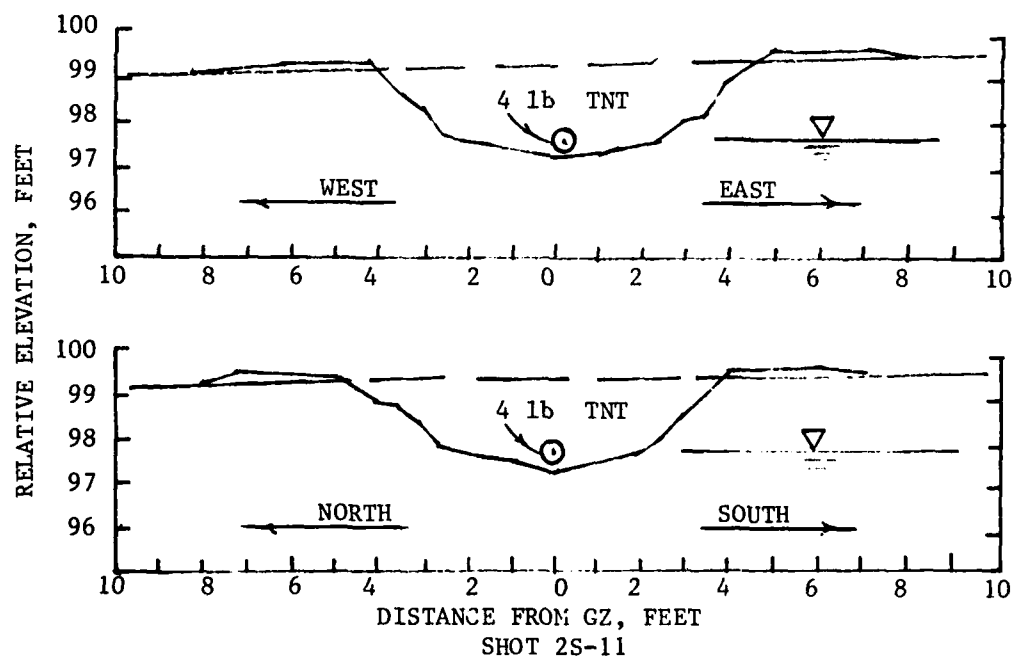 RELATIVE ELEVATION, FEET
100
99
98
97
96
4 lb TNT
WEST
EAST
10 8 6 4 2 0 2 4 6 8 10
100
99
98
97
96
4 lb TNT
NORTH
SOUTH
10 8 6 4 2 0 2 4 6 8 10
DISTANCE FROM GZ, FEET
SHOT 2S-11